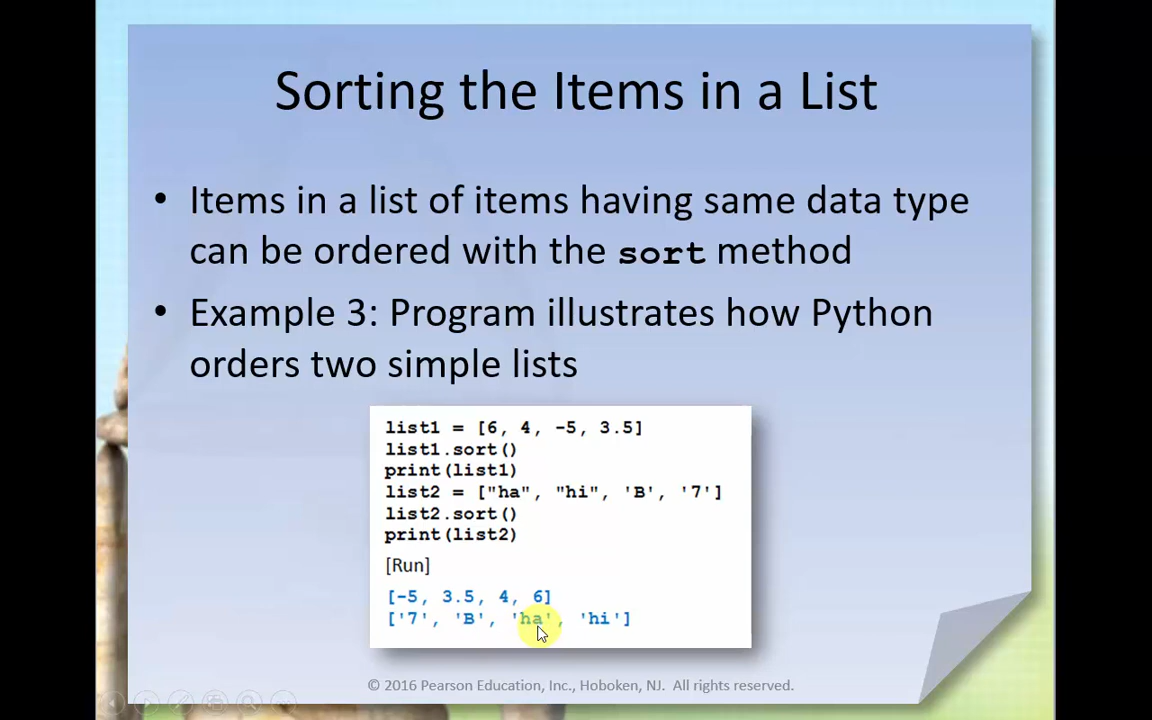 Sorting the Items in a List
• Items in a list of items having same data type
can be ordered with the sort method
• Example 3: Program illustrates how Python
orders two simple lists
list1 = [6, 4, -5, 3.5]
list1.sort()
print(list1)
list2 = ["ha", "hi", 'B', '7']
list2.sort()
print(list2)
[Run]
[-5, 3.5, 4, 6]
['7', 'B', 'ha', 'hi']
© 2016 Pearson Education, Inc., Hoboken, NJ. All rights reserved.